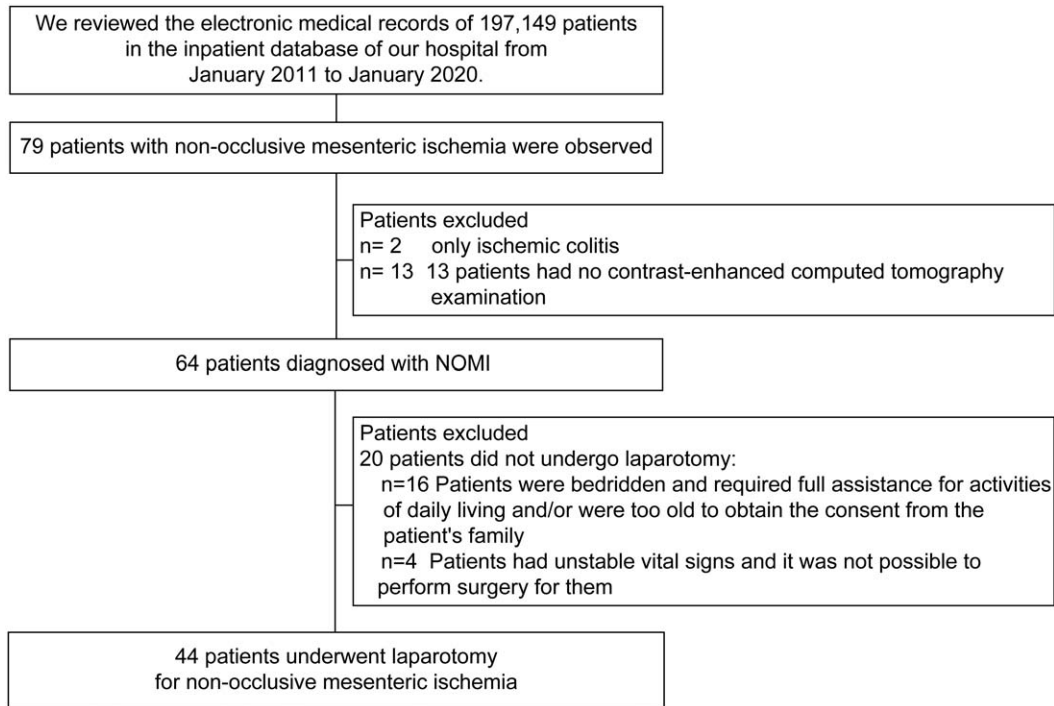 We reviewed the electronic medical records of 197,149 patients
in the inpatient database of our hospital from
January 2011 to January 2020.
79 patients with non-occlusive mesenteric ischemia were observed
Patients excluded
n= 2 only ischemic colitis
n= 13 13 patients had no contrast-enhanced computed tomography
examination
64 patients diagnosed with NOMI
Patients excluded
20 patients did not undergo laparotomy:
n=16 Patients were bedridden and required full assistance for activities
of daily living and/or were too old to obtain the consent from the
patient's family
n=4 Patients had unstable vital signs and it was not possible to
perform surgery for them
44 patients underwent laparotomy
for non-occlusive mesenteric ischemia